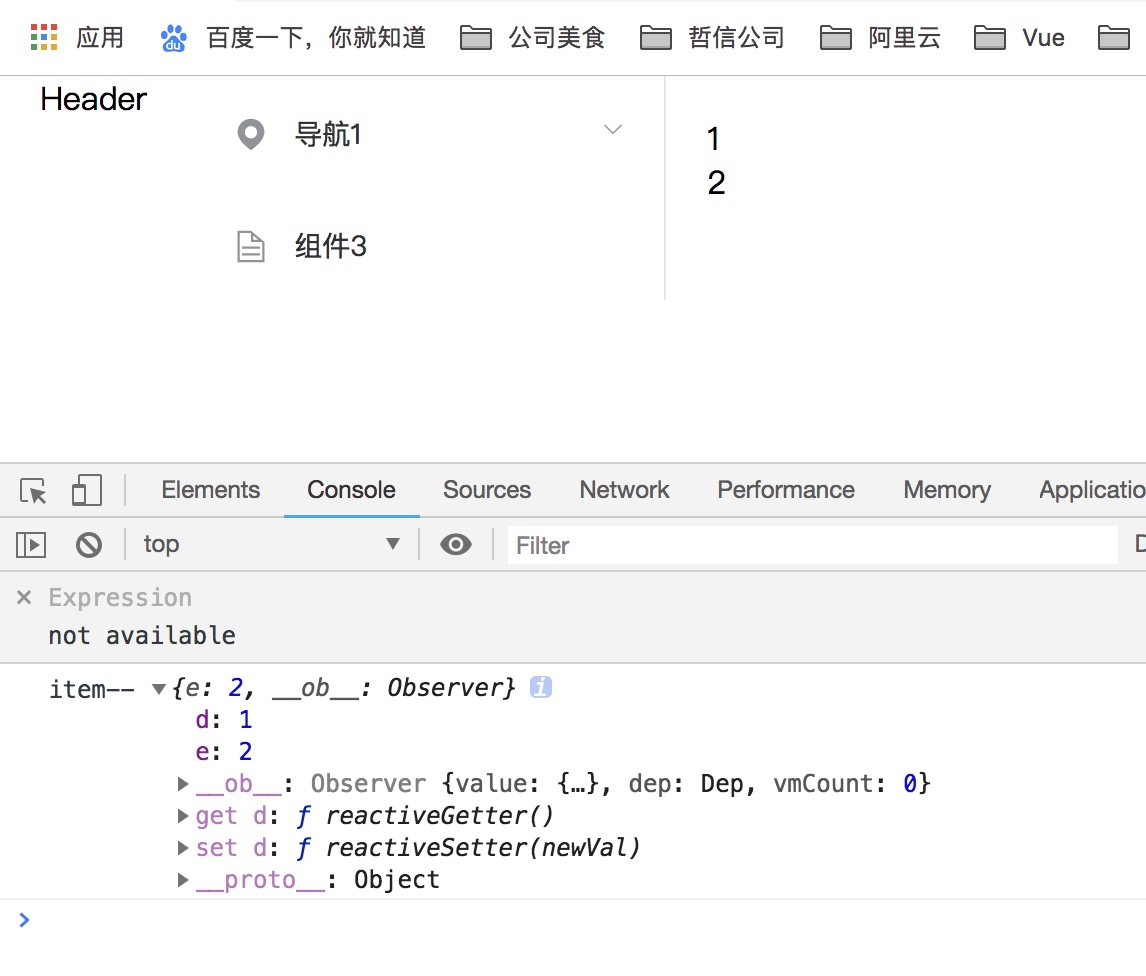 应用 百度一下，你就知道 公司美食 哲信公司 阿里云 Vue
Header
导航1
1
2
组件3
Elements Console Sources Network Performance Memory Applicatio
top ▼ Filter D
× Expression
not available
item-- ▼{e: 2, __ob__: Observer} i
d: 1
e: 2
▶__ob__: Observer {value: {…}, dep: Dep, vmCount: 0}
▶get d: ƒ reactiveGetter()
▶set d: ƒ reactiveSetter(newVal)
▶__proto__: Object
>